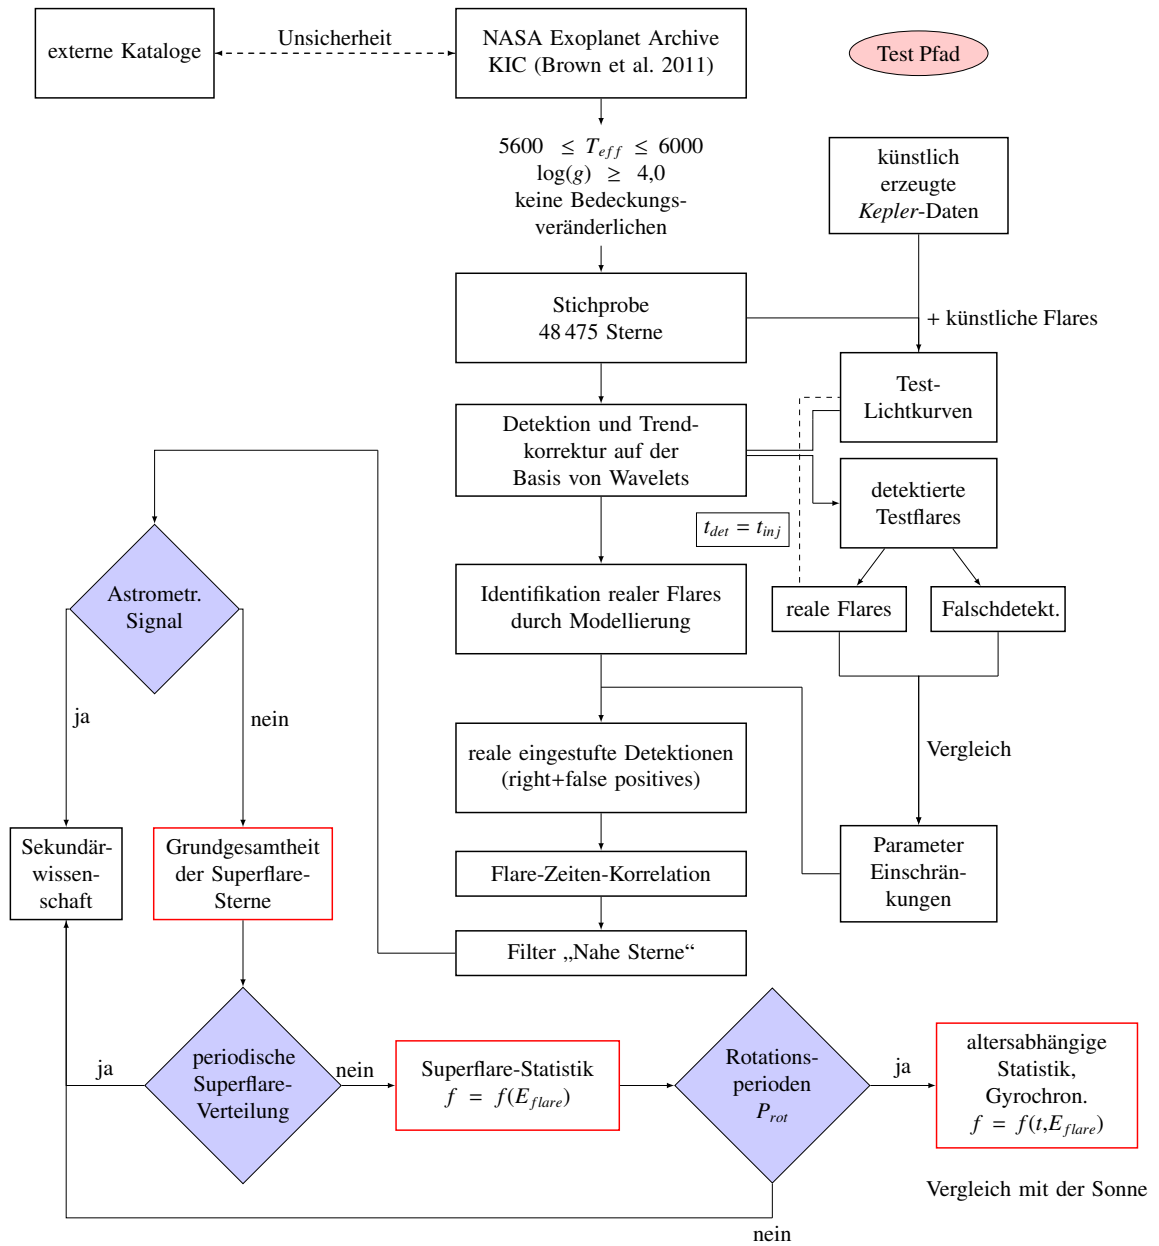 externe Kataloge
Unsicherheit
NASA Exoplanet Archive
KIC (Brown et al. 2011)
Test Pfad
5600 ≤ T_eff ≤ 6000
log(g) ≥ 4,0
keine Bedeckungs-
veränderlichen
künstlich
erzeugte
Kepler-Daten
Stichprobe
48 475 Sterne
+ künstliche Flares
Test-
Lichtkurven
Detektion und Trend-
korrektur auf der
Basis von Wavelets
detektierte
Testflares
t_det = t_inj
Identifikation realer Flares
durch Modellierung
reale Flares
Falschdetekt.
Astrometr.
Signal
ja
nein
reale eingestufte Detektionen
(right+false positives)
Vergleich
Sekundär-
wissen-
schaft
Grundgesamtheit
der Superflare-
Sterne
Flare-Zeiten-Korrelation
Parameter
Einschrän-
kungen
Filter „Nahe Sterne“
periodische
Superflare-
Verteilung
ja
nein
Superflare-Statistik
f = f(E_flare)
Rotations-
perioden
P_rot
ja
nein
altersabhängige
Statistik,
Gyrochron.
f = f(t,E_flare)
Vergleich mit der Sonne